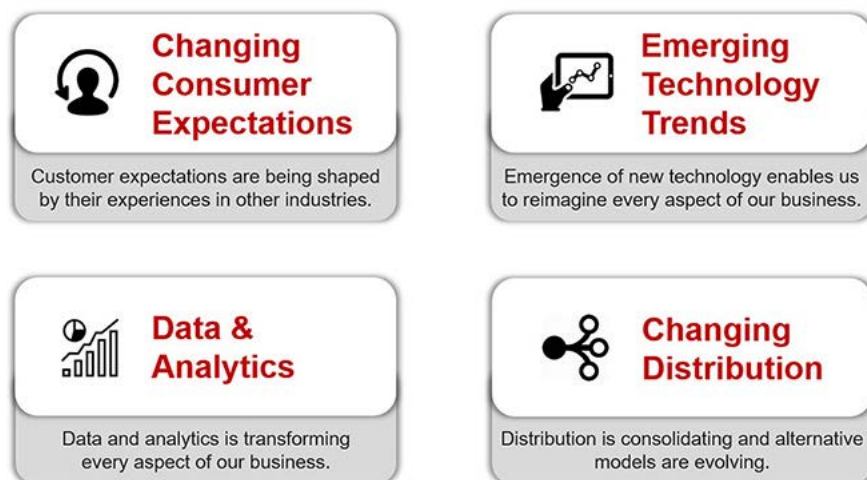 Changing
Consumer
Expectations
Customer expectations are being shaped
by their experiences in other industries.
Emerging
Technology
Trends
Emergence of new technology enables us
to reimagine every aspect of our business.
Data &
Analytics
Data and analytics is transforming
every aspect of our business.
Changing
Distribution
Distribution is consolidating and alternative
models are evolving.